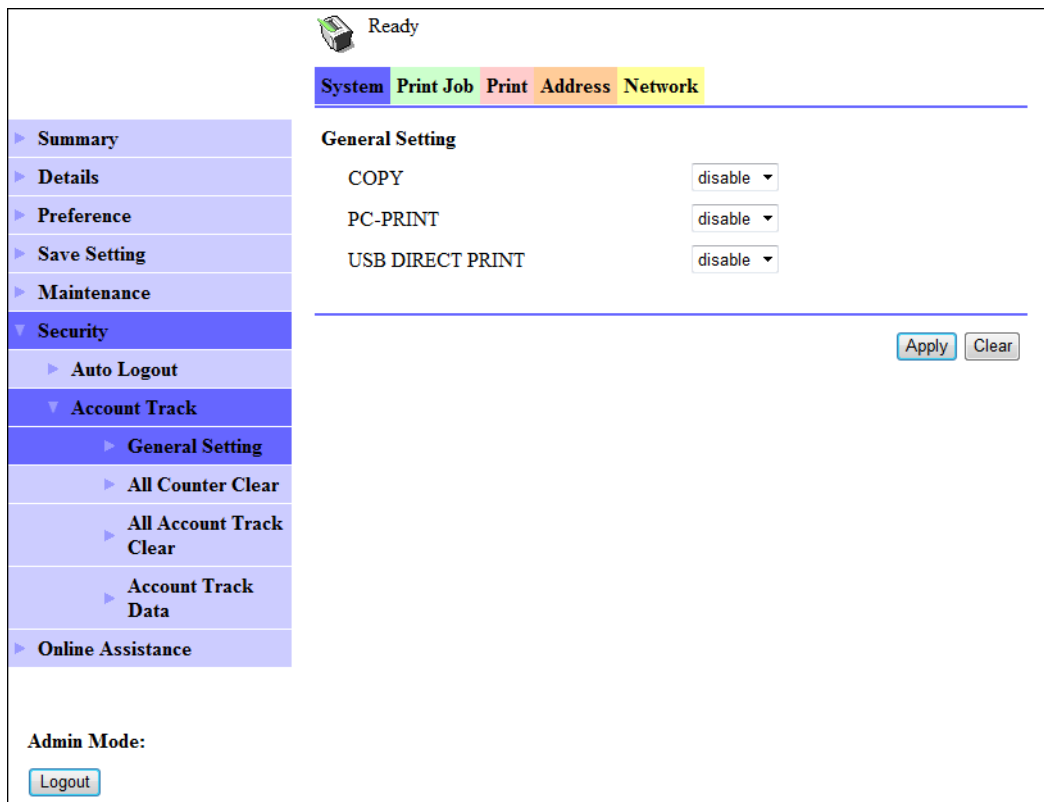 Ready
System Print Job Print Address Network
Summary
Details
Preference
Save Setting
Maintenance
Security
Auto Logout
Account Track
General Setting
All Counter Clear
All Account Track
Clear
Account Track
Data
Online Assistance
Admin Mode:
Logout
General Setting
COPY disable
PC-PRINT disable
USB DIRECT PRINT disable
Apply Clear